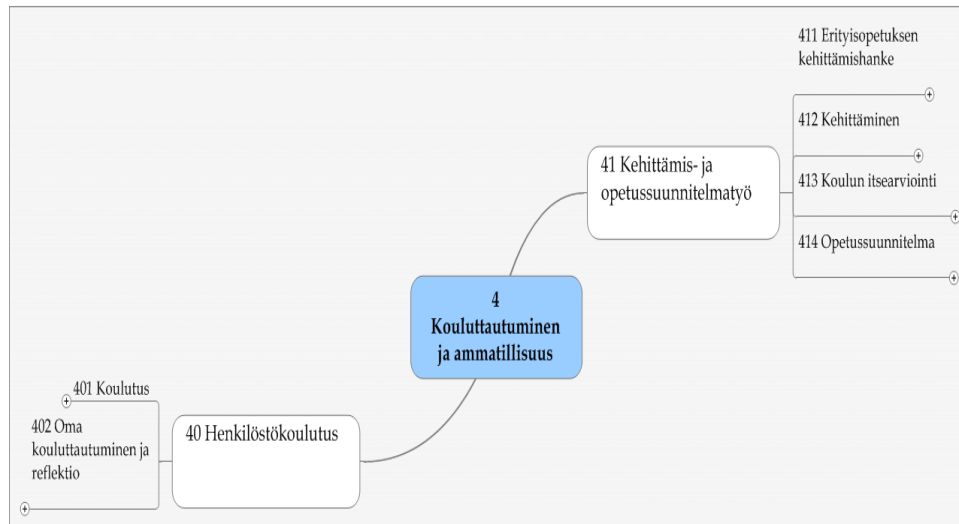 411 Erityisopetuksen
kehittämishanke
412 Kehittäminen
41 Kehittämis- ja
opetussuunnitelmatyö
413 Koulun itsearviointi
414 Opetussuunnitelma
4
Kouluttautuminen
ja ammatillisuus
401 Koulutus
402 Oma
kouluttautuminen ja
reflektio
40 Henkilöstökoulutus